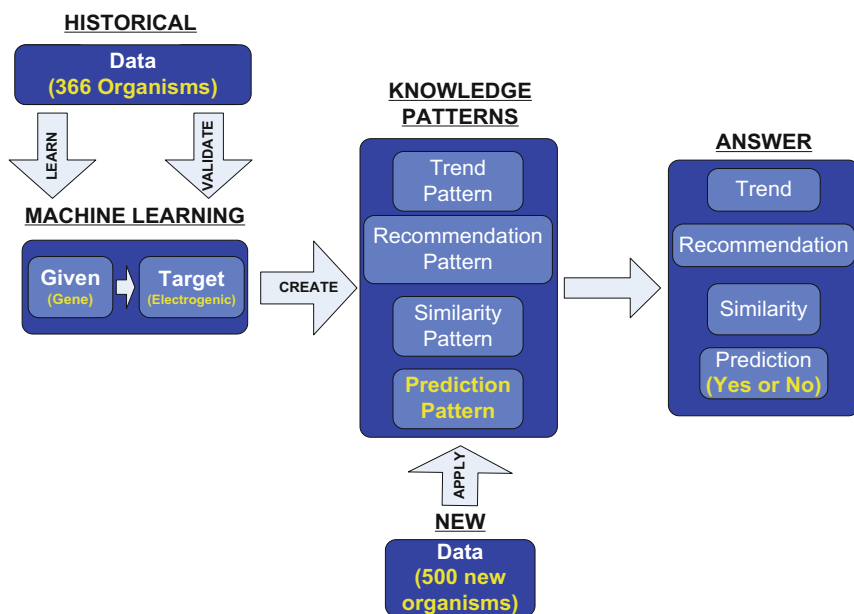 HISTORICAL
Data
(366 Organisms)
LEARN
VALIDATE
MACHINE LEARNING
Given
(Gene)
Target
(Electrogenic)
CREATE
KNOWLEDGE
PATTERNS
Trend
Pattern
Recommendation
Pattern
Similarity
Pattern
Prediction
Pattern
APPLY
NEW
Data
(500 new
organisms)
ANSWER
Trend
Recommendation
Similarity
Prediction
(Yes or No)